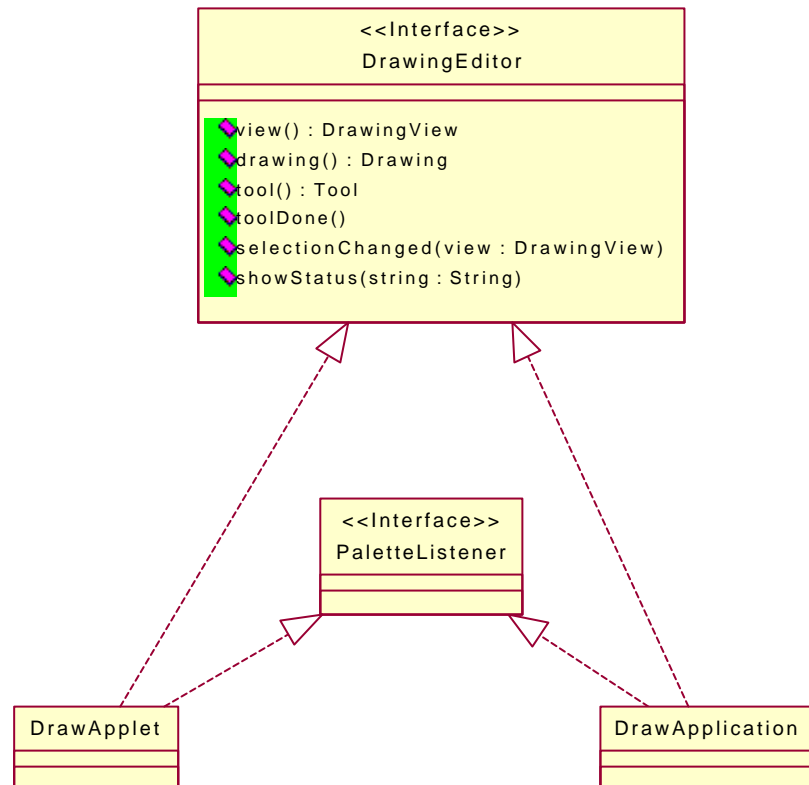 <<Interface>>
DrawingEditor
view() : DrawingView
drawing() : Drawing
tool() : Tool
toolDone()
selectionChanged(view : DrawingView)
showStatus(string : String)
<<Interface>>
PaletteListener
DrawApplet
DrawApplication